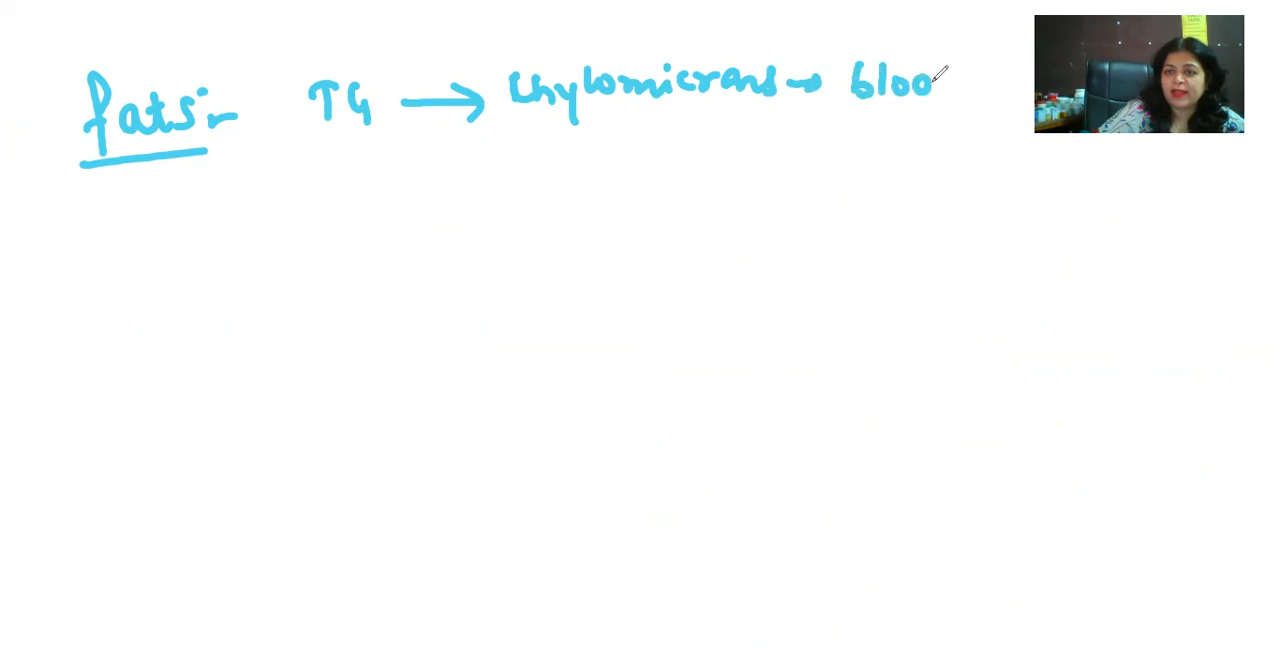 fats:- TG → chylomicrons → bloo